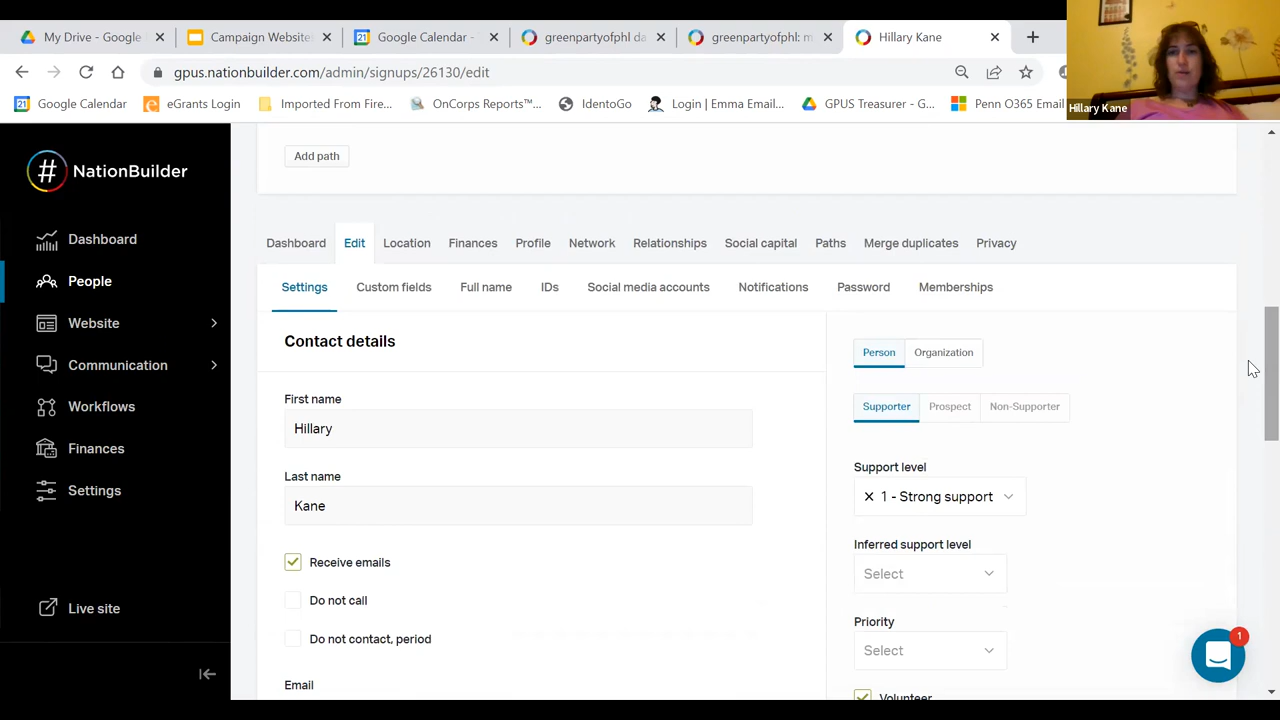 My Drive - Google
Campaign Websites
Google Calendar -
greenpartyofphl da
greenpartyofphl: m
Hillary Kane
gpus.nationbuilder.com/admin/signups/26130/edit
Google Calendar
eGrants Login
Imported From Fire...
OnCorps Reports™...
IdentoGo
Login | Emma Email...
GPUS Treasurer - G...
Penn O365 Email
Hillary Kane
# NationBuilder
Dashboard
People
Website
Communication
Workflows
Finances
Settings
Live site
Add path
Dashboard Edit Location Finances Profile Network Relationships Social capital Paths Merge duplicates Privacy
Settings Custom fields Full name IDs Social media accounts Notifications Password Memberships
Contact details
First name
Hillary
Last name
Kane
Receive emails
Do not call
Do not contact, period
Email
Person Organization
Supporter Prospect Non-Supporter
Support level
× 1 - Strong support
Inferred support level
Select
Priority
Select
Volunteer
1